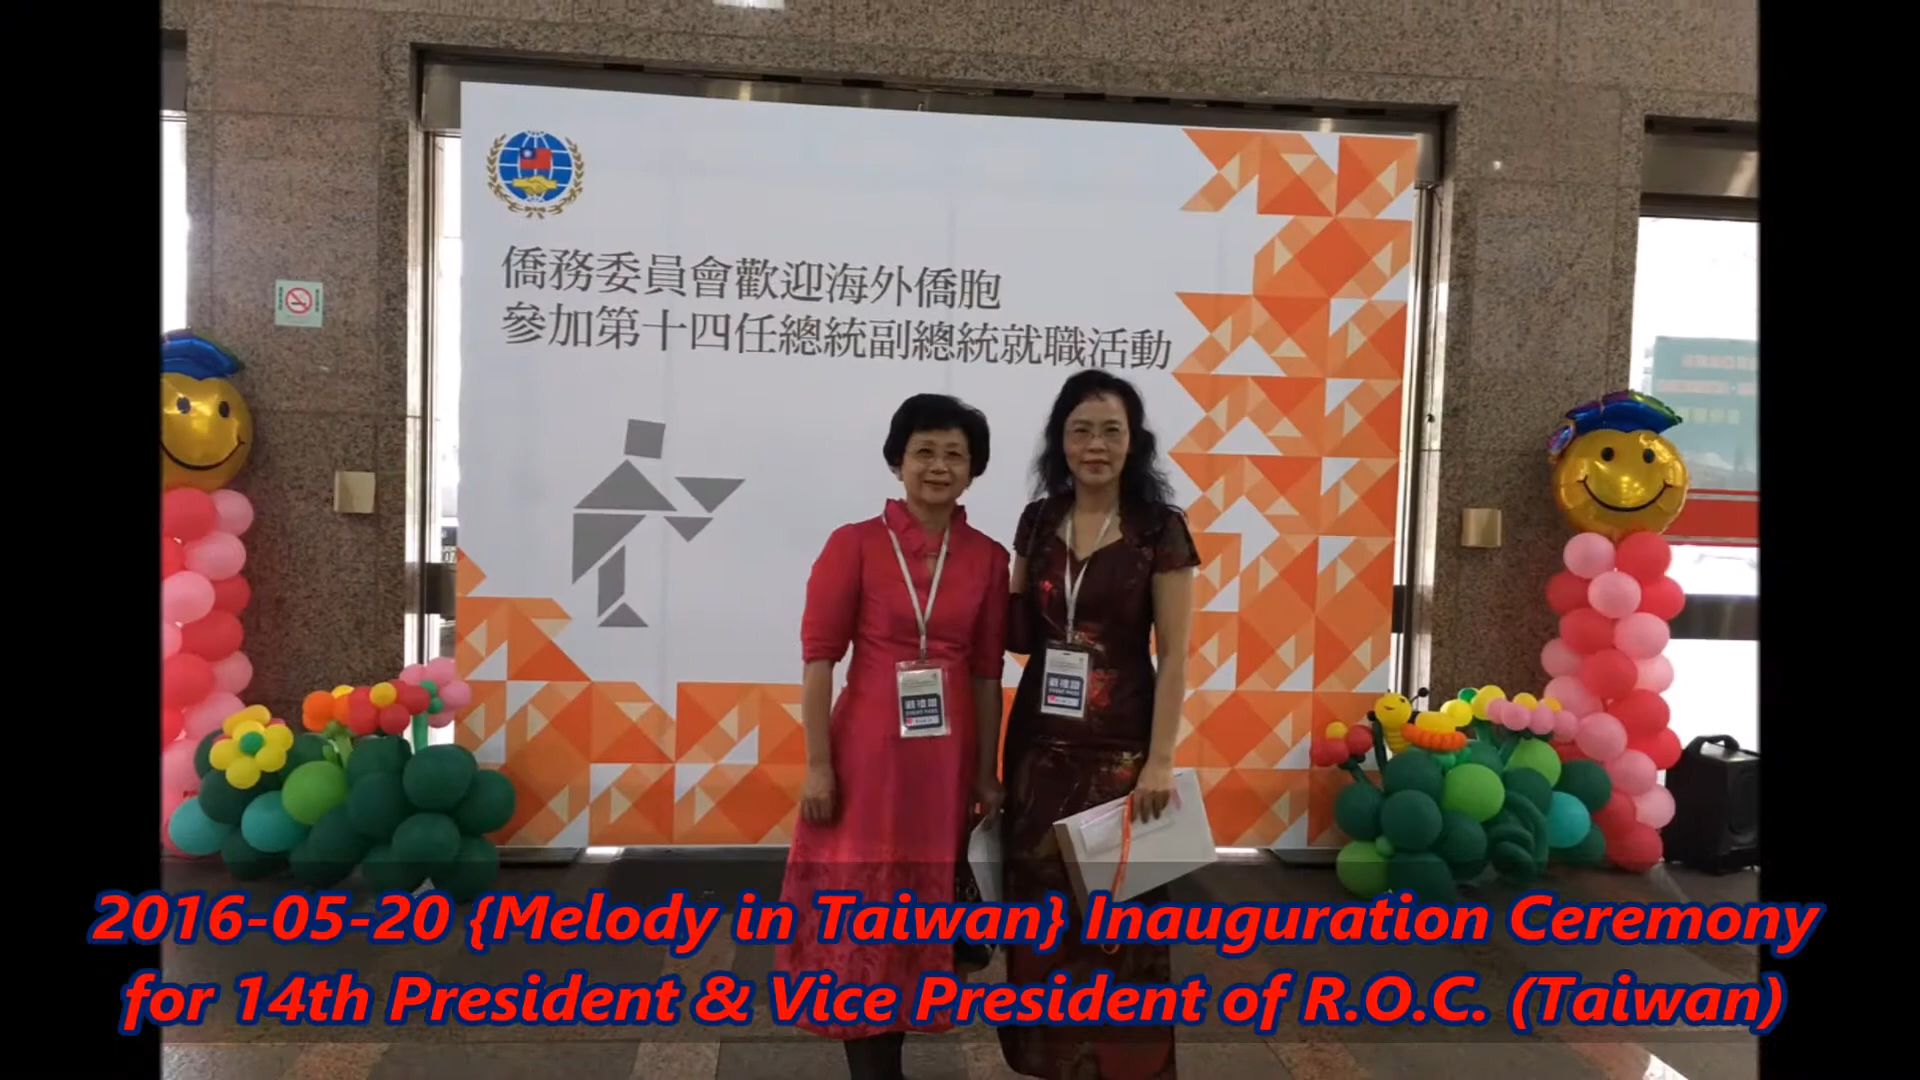 僑務委員會歡迎海外僑胞
參加第十四任總統副總統就職活動
2016-05-20 {Melody in Taiwan} Inauguration Ceremony
for 14th President & Vice President of R.O.C. (Taiwan)